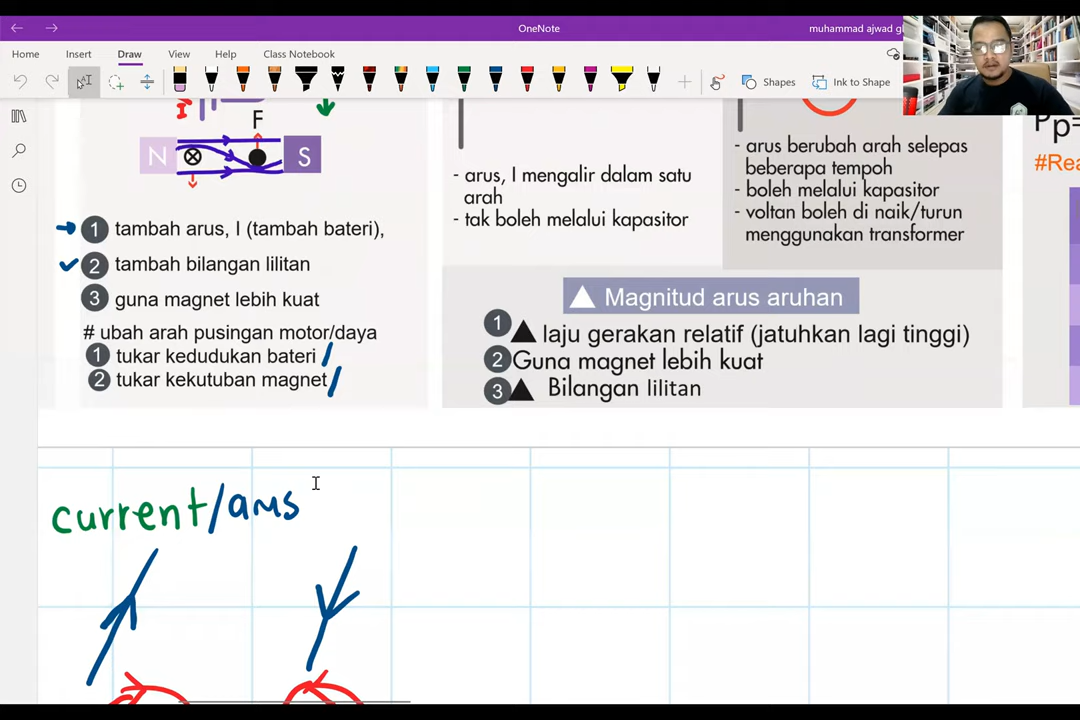 OneNote
muhammad ajwad
Home Insert Draw View Help Class Notebook
Shapes
Ink to Shape
I
F
N S
1 tambah arus, I (tambah bateri),
2 tambah bilangan lilitan
3 guna magnet lebih kuat
# ubah arah pusingan motor/daya
1 tukar kedudukan bateri
2 tukar kekutuban magnet
- arus, I mengalir dalam satu
arah
- tak boleh melalui kapasitor
- arus berubah arah selepas
beberapa tempoh
- boleh melalui kapasitor
- voltan boleh di naik/turun
menggunakan transformer
Magnitud arus aruhan
1 laju gerakan relatif (jatuhkan lagi tinggi)
2 Guna magnet lebih kuat
3 Bilangan lilitan
Pp=
current/arus